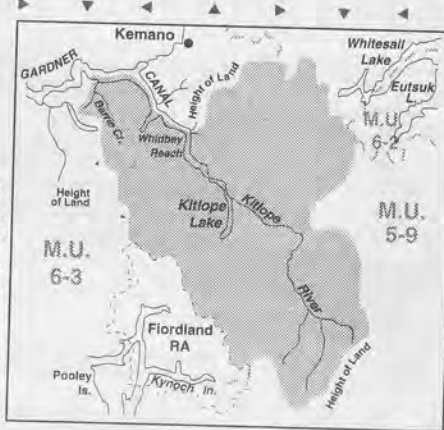 Kemano
GARDNER
CANAL
Height of Land
Whitesail
Lake
Eutsuk
L.
M.U.
6-2
Barrie Cr.
Whidbey
Reach
Height
of Land
Kitlope
Lake
Kitlope
River
M.U.
5-9
M.U.
6-3
Fiordland
RA
Pooley
Is.
Kynoch In.
Height of Land